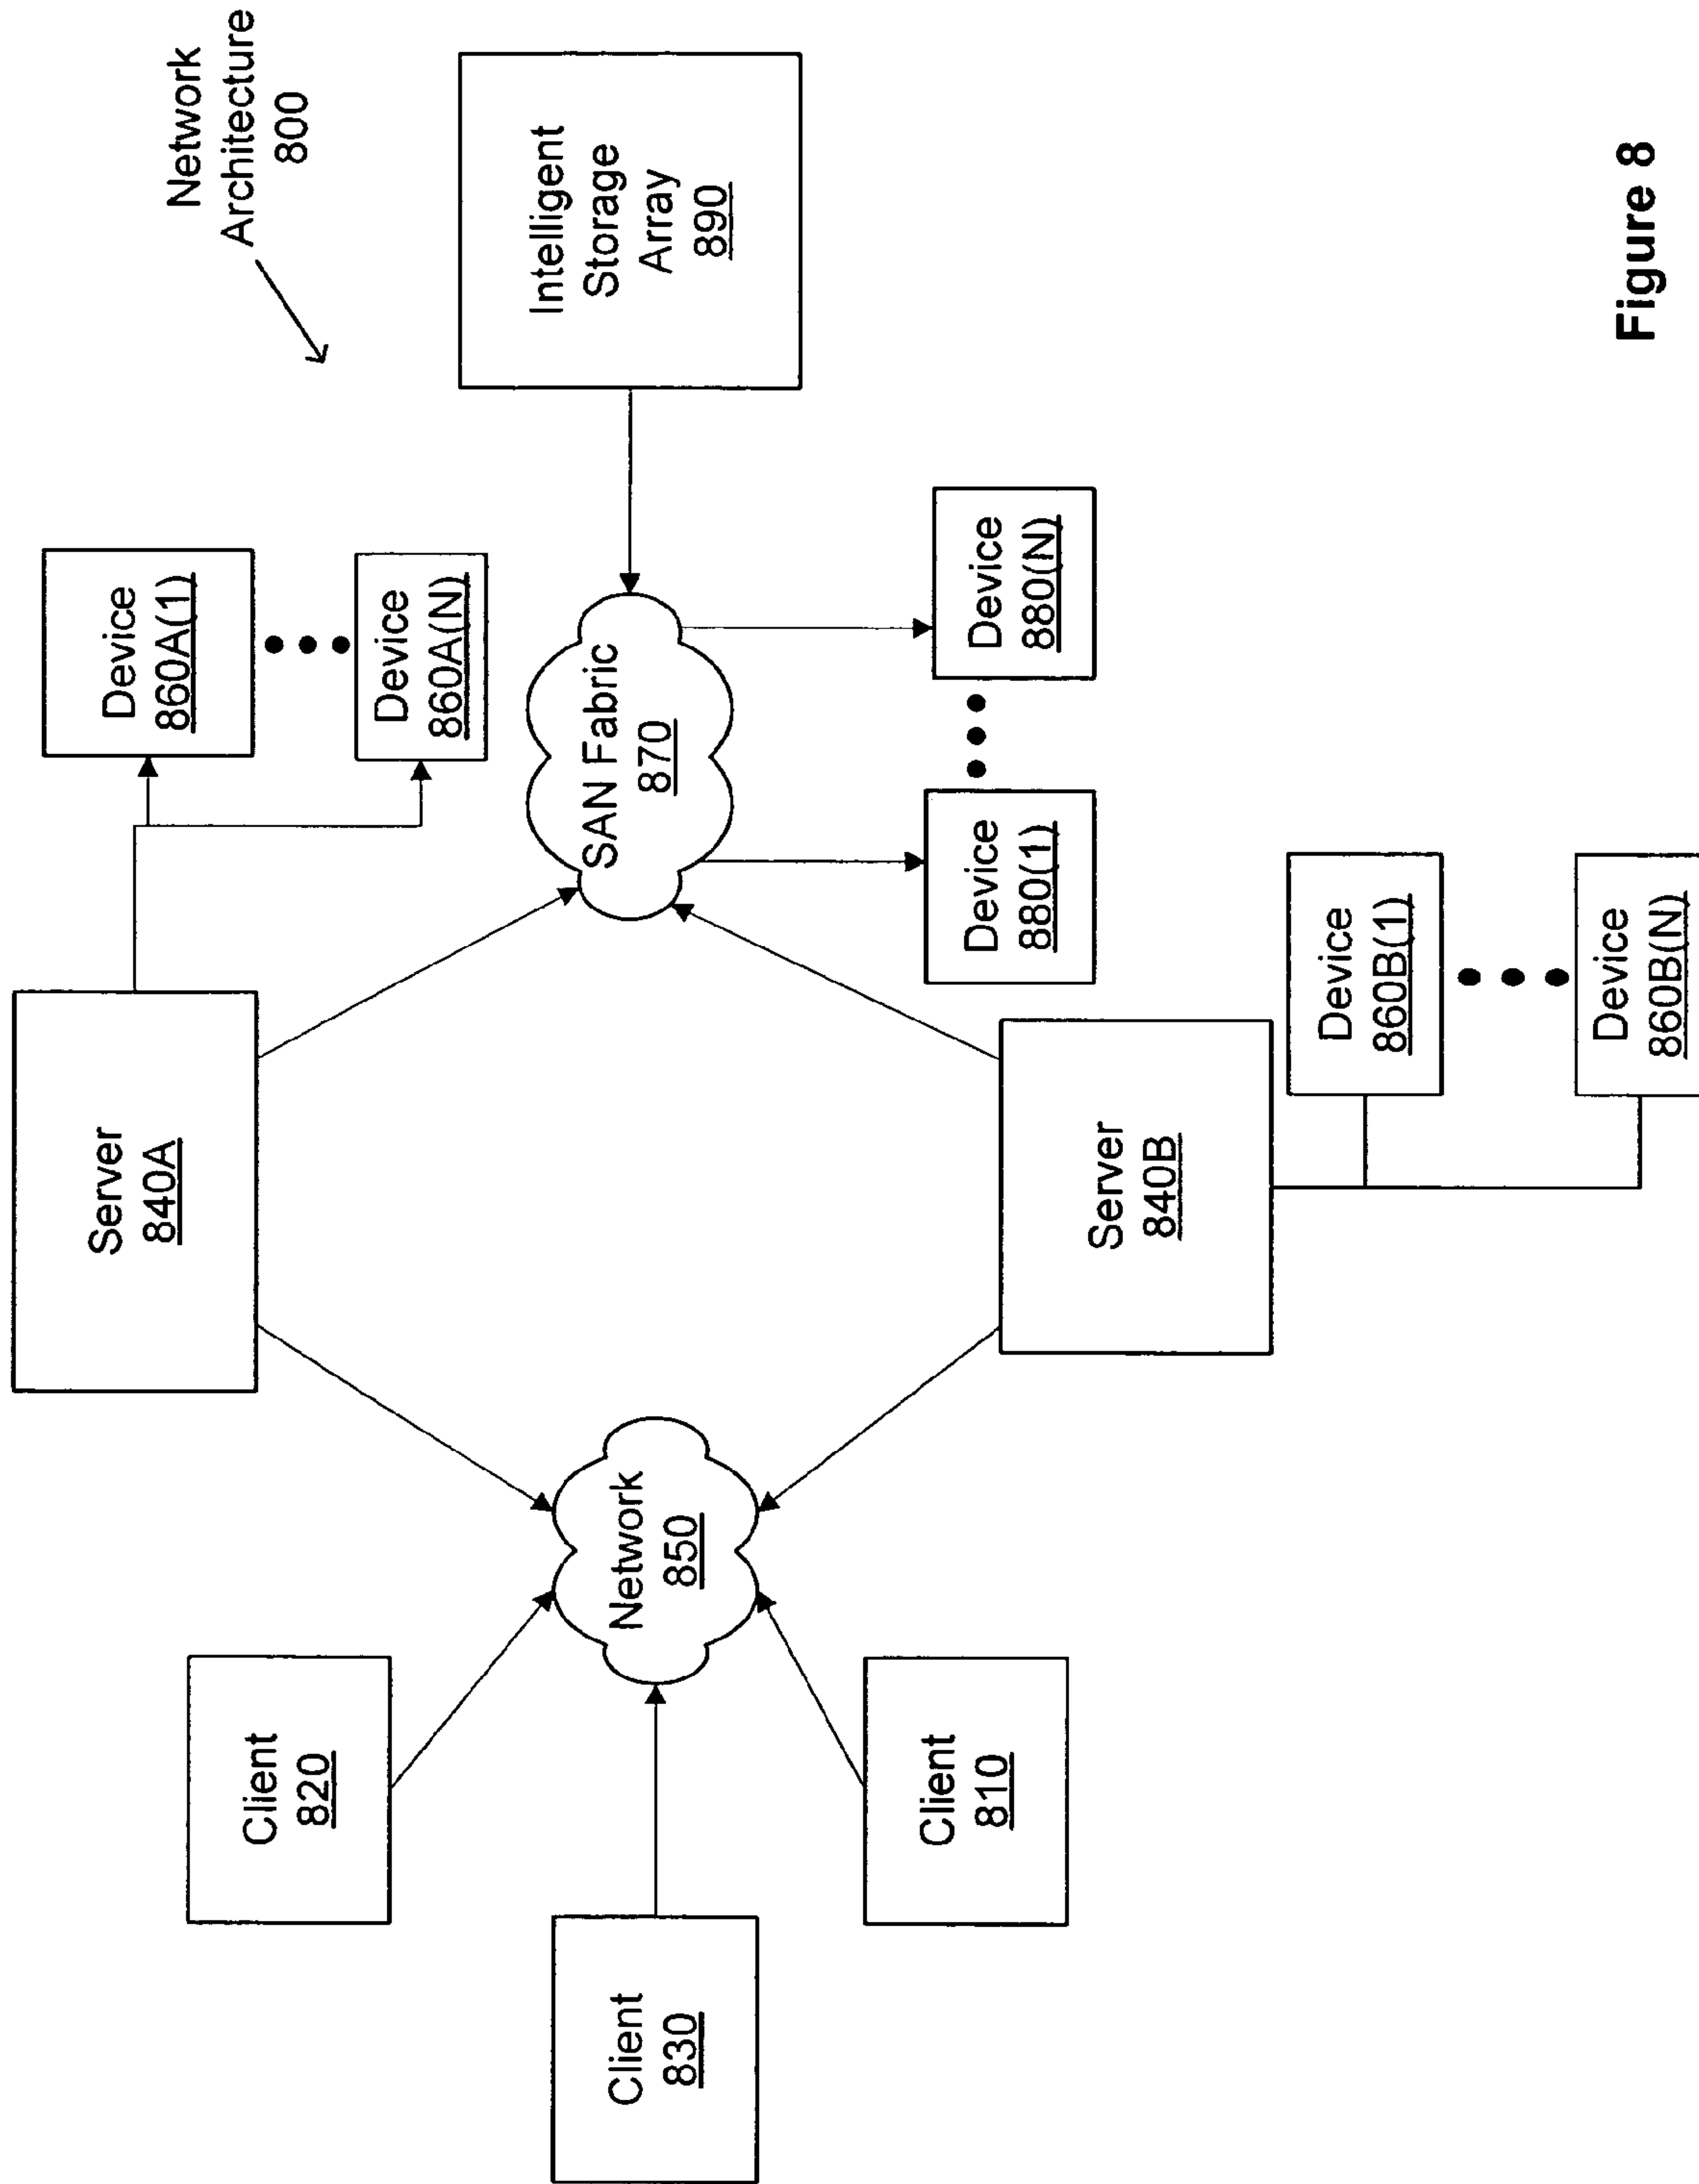 Network
Architecture
800
Device
860A(1)
Device
860A(N)
Server
840A
Intelligent
Storage
Array
890
SAN Fabric
870
Client
820
Network
850
Client
830
Device
880(1)
Device
880(N)
Client
810
Server
840B
Device
860B(1)
Device
860B(N)
Figure 8